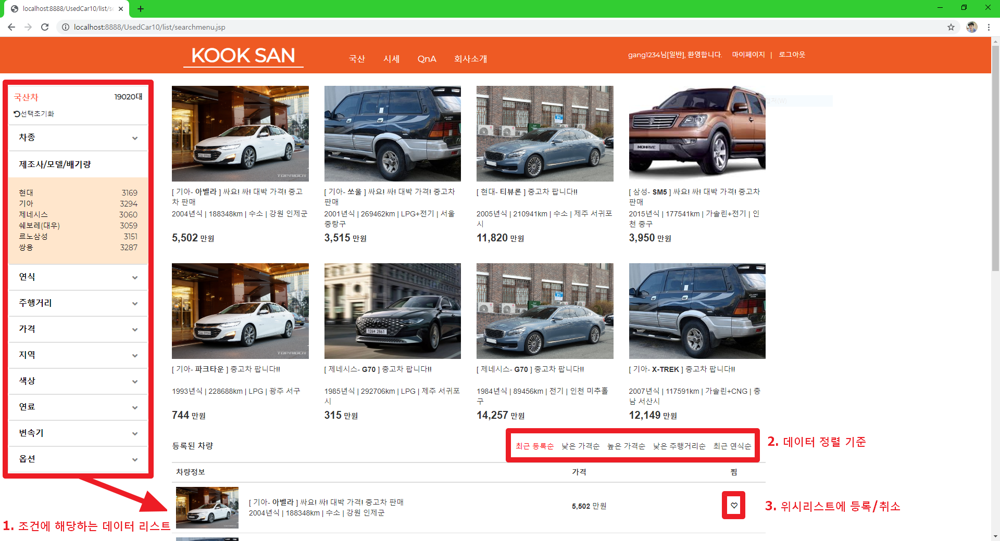 localhost:8888/UsedCar10/list/se
localhost:8888/UsedCar10/list/searchmenu.jsp
KOOK SAN
국산 시세 QnA 회사소개
gang1234님[일반], 환영합니다. 마이페이지 | 로그아웃
국산차 19020대
선택초기화
차종
제조사/모델/배기량
현대 3169
기아 3294
제네시스 3060
쉐보레(대우) 3059
르노삼성 3151
쌍용 3287
연식
주행거리
가격
지역
색상
연료
변속기
옵션
1. 조건에 해당하는 데이터 리스트
TOP RIDER
[ 기아- 아벨라 ] 싸요! 싸! 대박 가격! 중고
차 판매
2004년식 | 188348km | 수소 | 강원 인제군
5,502 만원
[ 기아- 쏘울 ] 싸요! 싸! 대박 가격! 중고차
판매
2001년식 | 269462km | LPG+전기 | 서울
중랑구
3,515 만원
[ 현대- 티뷰론 ] 중고차 팝니다!!
2005년식 | 210941km | 수소 | 제주 서귀포
시
11,820 만원
MOHAVE
[ 삼성- SM5 ] 싸요! 싸! 대박 가격! 중고차
판매
2015년식 | 177541km | 가솔린+전기 | 인
천 중구
3,950 만원
TOP RIDER
[ 기아- 파크타운 ] 중고차 팝니다!!
1993년식 | 228688km | LPG | 광주 서구
744 만원
126하 2861
[ 제네시스- G70 ] 중고차 팝니다!!
1985년식 | 292706km | LPG | 제주 서귀포
시
315 만원
[ 제네시스- G70 ] 중고차 팝니다!!
1984년식 | 89456km | 전기 | 인천 미추홀
구
14,257 만원
[ 기아- X-TREK ] 중고차 팝니다!!
2007년식 | 117591km | 가솔린+CNG | 충
남 서산시
12,149 만원
등록된 차량
최근 등록순 낮은 가격순 높은 가격순 낮은 주행거리순 최근 연식순
2. 데이터 정렬 기준
차량정보 가격 찜
[ 기아- 아벨라 ] 싸요! 싸! 대박 가격! 중고차 판매
2004년식 | 188348km | 수소 | 강원 인제군
5,502 만원
3. 위시리스트에 등록/취소